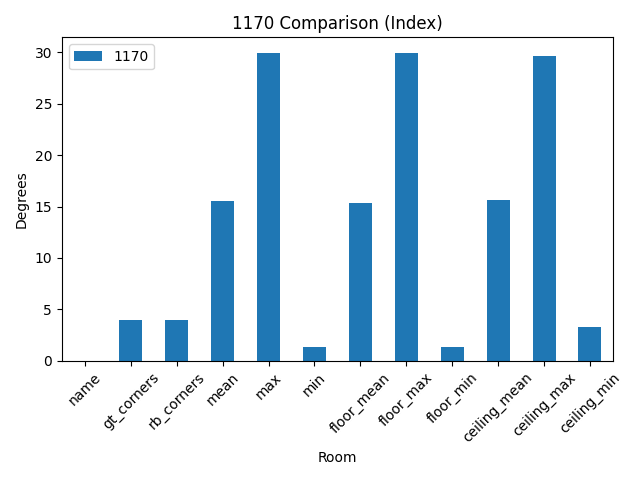 1170 Comparison (Index)
1170
30
25
20
15
10
5
0
Degrees
name
gt_corners
rb_corners
mean
max
min
floor_mean
floor_max
floor_min
ceiling_mean
ceiling_max
ceiling_min
Room